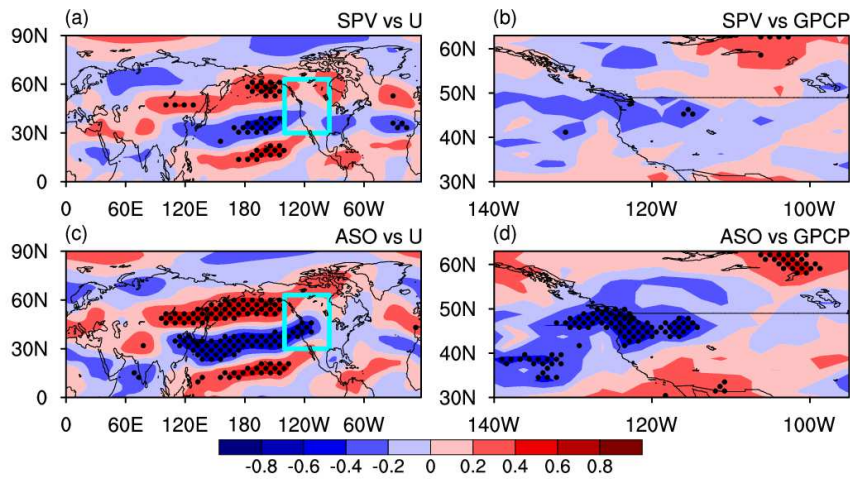 (a) SPV vs U
90N
60N
30N
0
0 60E 120E 180 120W 60W
(b) SPV vs GPCP
60N
50N
40N
30N
140W 120W 100W
(c) ASO vs U
90N
60N
30N
0
0 60E 120E 180 120W 60W 0
(d) ASO vs GPCP
60N
50N
40N
30N
140W 120W 100W
-0.8 -0.6 -0.4 -0.2 0 0.2 0.4 0.6 0.8